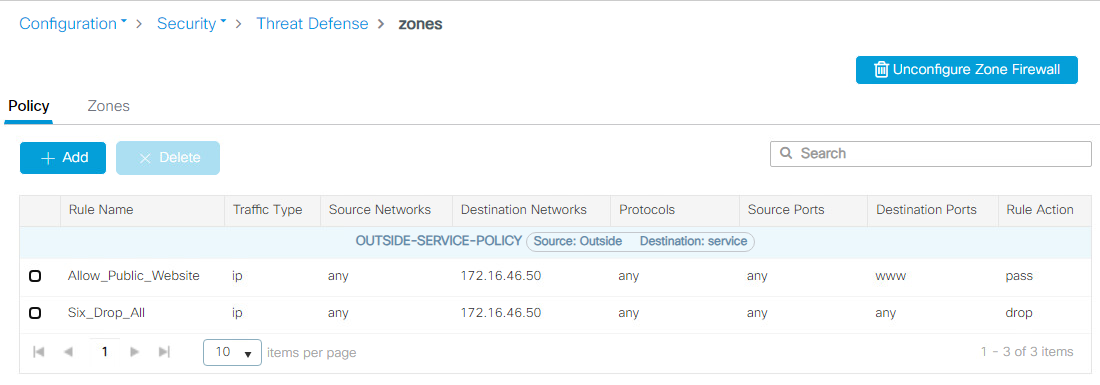 Configuration > Security > Threat Defense > zones
Unconfigure Zone Firewall
Policy Zones
+ Add × Delete Search
Rule Name Traffic Type Source Networks Destination Networks Protocols Source Ports Destination Ports Rule Action
OUTSIDE-SERVICE-POLICY Source: Outside Destination: service
Allow_Public_Website ip any 172.16.46.50 any any www pass
Six_Drop_All ip any 172.16.46.50 any any any drop
1 10 items per page 1 - 3 of 3 items